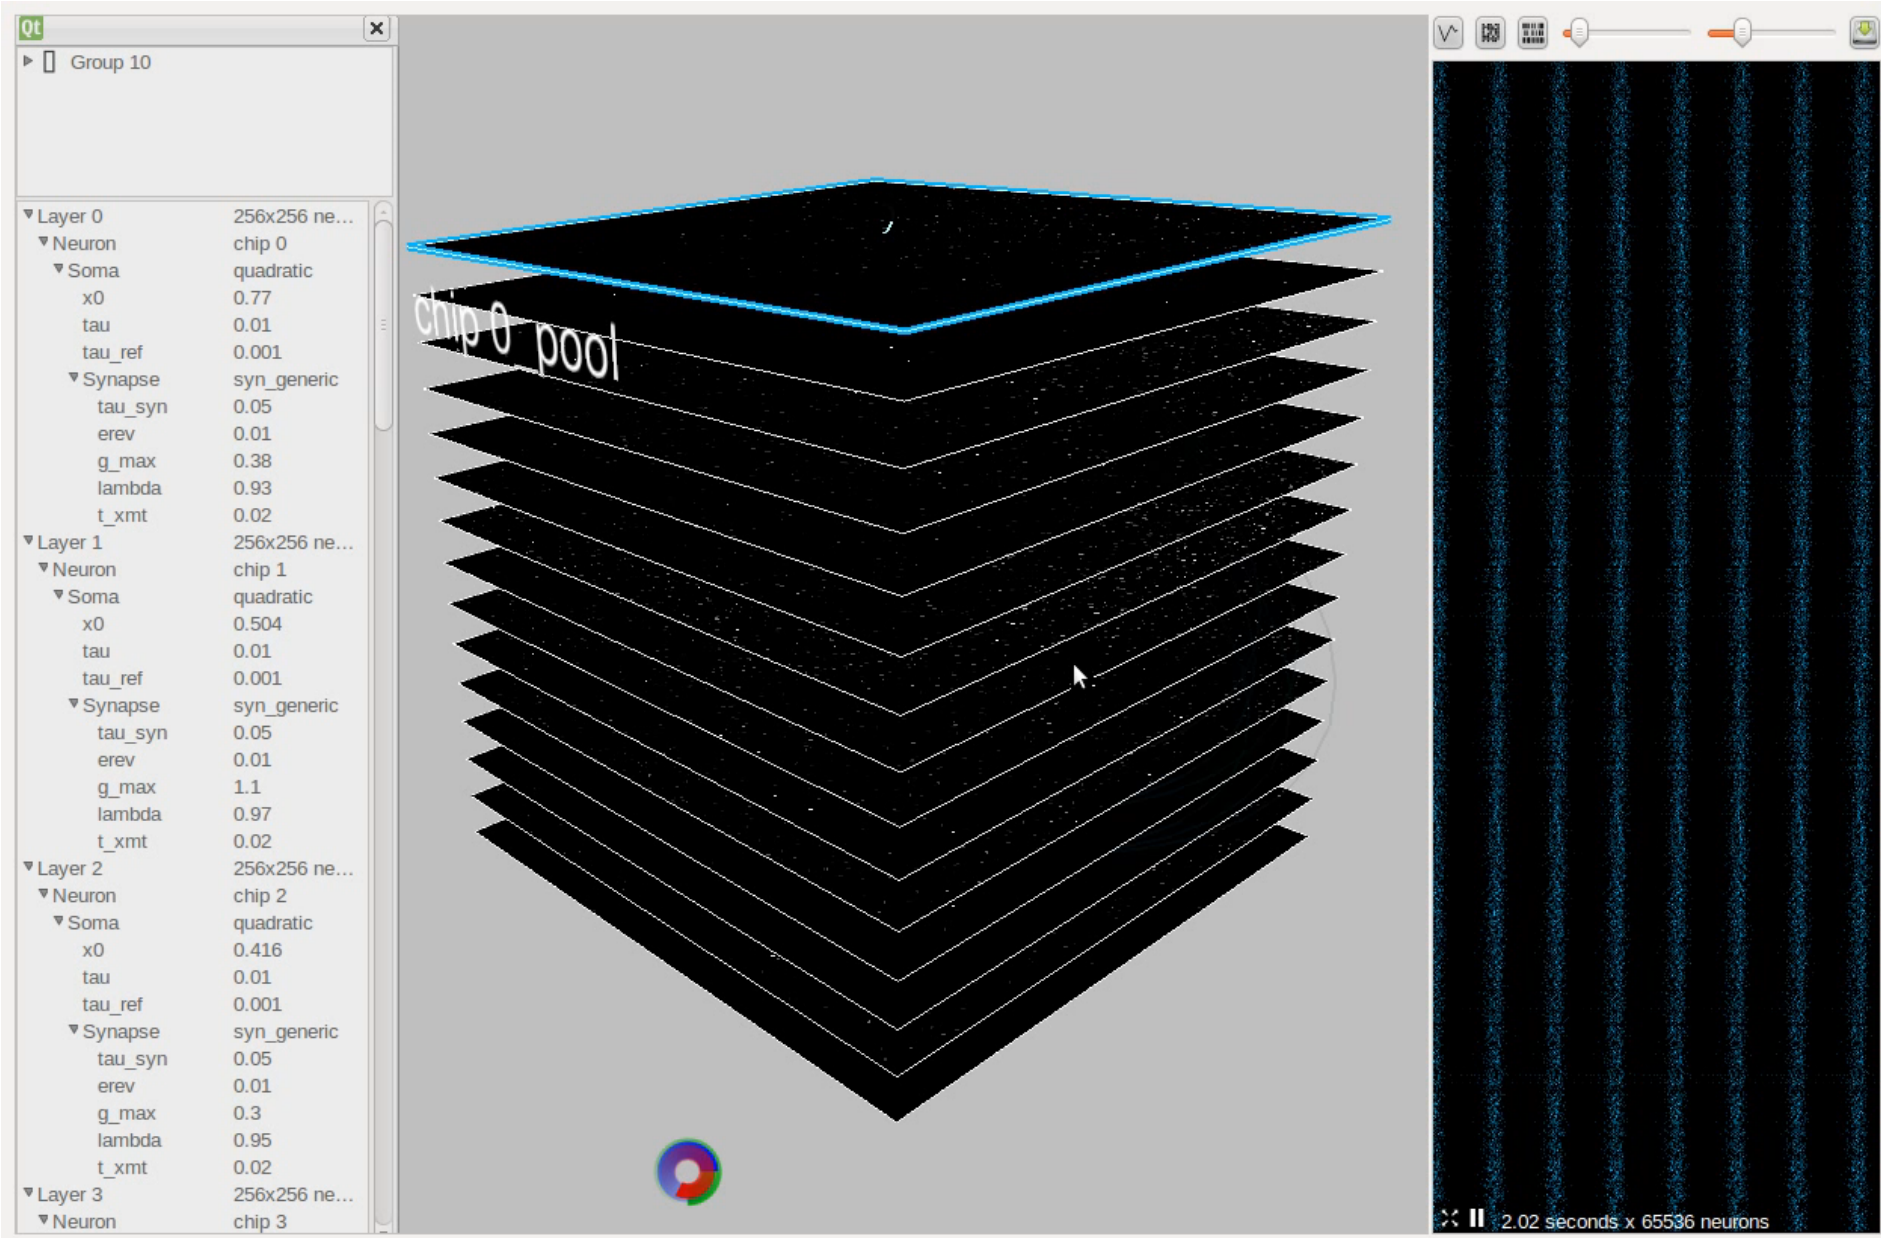 Qt
Group 10
Layer 0 256x256 ne...
Neuron chip 0
Soma quadratic
x0 0.77
tau 0.01
tau_ref 0.001
Synapse syn_generic
tau_syn 0.05
erev 0.01
g_max 0.38
lambda 0.93
t_xmt 0.02
Layer 1 256x256 ne...
Neuron chip 1
Soma quadratic
x0 0.504
tau 0.01
tau_ref 0.001
Synapse syn_generic
tau_syn 0.05
erev 0.01
g_max 1.1
lambda 0.97
t_xmt 0.02
Layer 2 256x256 ne...
Neuron chip 2
Soma quadratic
x0 0.416
tau 0.01
tau_ref 0.001
Synapse syn_generic
tau_syn 0.05
erev 0.01
g_max 0.3
lambda 0.95
t_xmt 0.02
Layer 3 256x256 ne...
Neuron chip 3
chip 0 pool
2.02 seconds x 65536 neurons